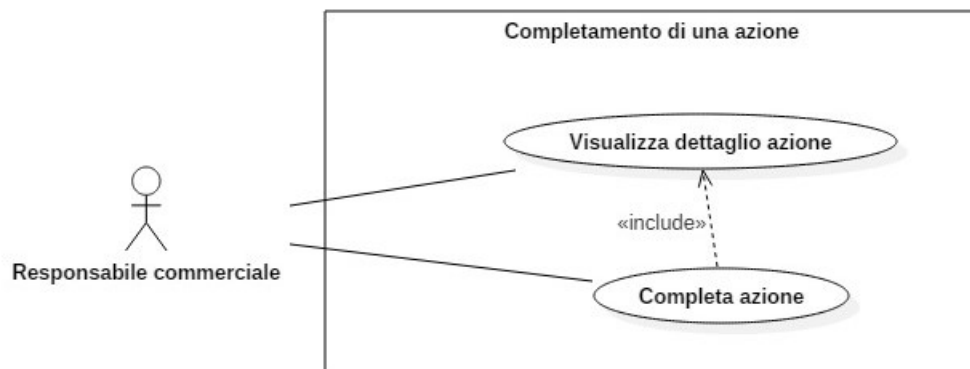 Completamento di una azione
Visualizza dettaglio azione
«include»
Responsabile commerciale
Completa azione